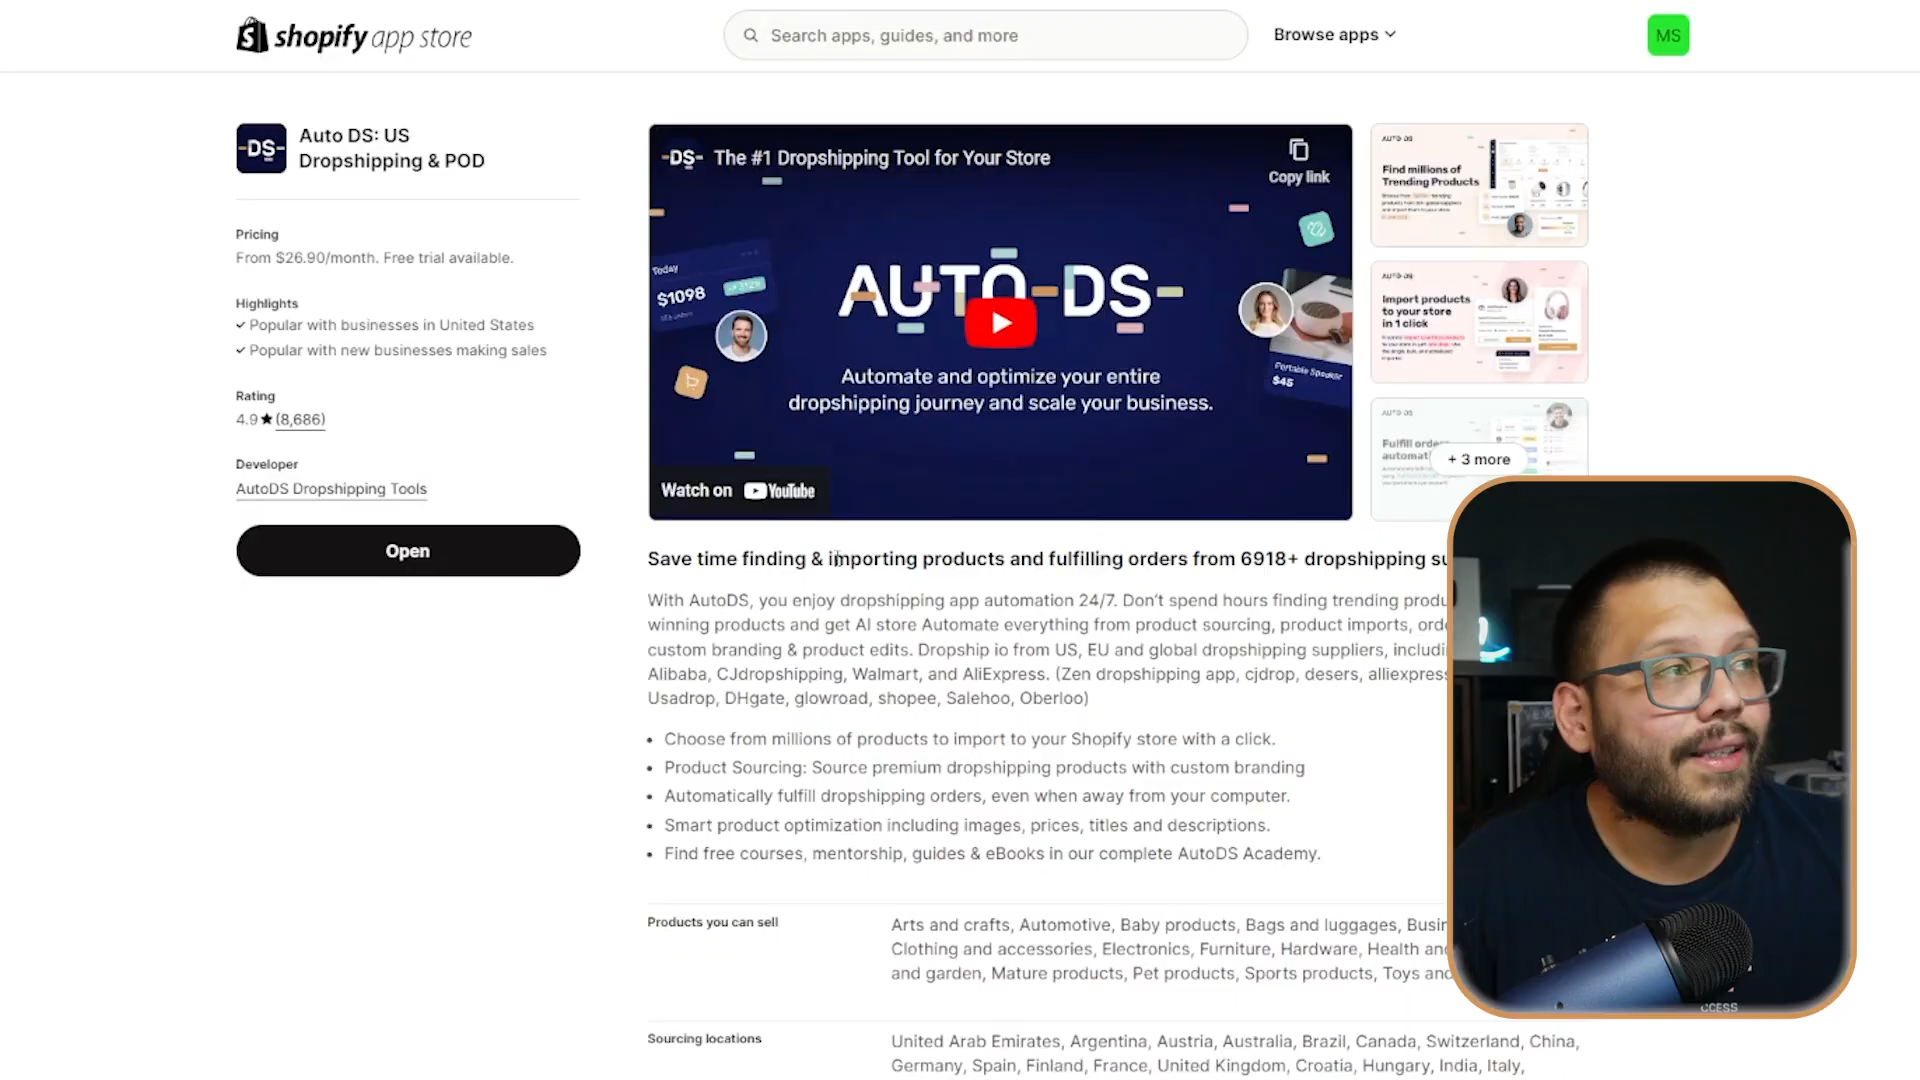 shopify app store
Search apps, guides, and more
Browse apps
MS
-DS-
Auto DS: US
Dropshipping & POD
Pricing
From $26.90/month. Free trial available.
Highlights
Popular with businesses in United States
Popular with new businesses making sales
Rating
4.9★ (8,686)
Developer
AutoDS Dropshipping Tools
Open
-DS- The #1 Dropshipping Tool for Your Store
Copy link
Today
$1098
AUTO-DS-
Automate and optimize your entire
dropshipping journey and scale your business.
Portable Speaker
$45
Watch on YouTube
AUTO-DS
Find millions of
Trending Products
AUTO-DS
Import products
to your store
in 1 click
AUTO-DS
Fulfill orders
automat
+ 3 more
Save time finding & importing products and fulfilling orders from 6918+ dropshipping su
With AutoDS, you enjoy dropshipping app automation 24/7. Don’t spend hours finding trending produ
winning products and get AI store Automate everything from product sourcing, product imports, ord
custom branding & product edits. Dropship io from US, EU and global dropshipping suppliers, includi
Alibaba, CJdropshipping, Walmart, and AliExpress. (Zen dropshipping app, cjdrop, desers, alliexpress
Usadrop, DHgate, glowroad, shopee, Salehoo, Oberloo)
• Choose from millions of products to import to your Shopify store with a click.
• Product Sourcing: Source premium dropshipping products with custom branding
• Automatically fulfill dropshipping orders, even when away from your computer.
• Smart product optimization including images, prices, titles and descriptions.
• Find free courses, mentorship, guides & eBooks in our complete AutoDS Academy.
Products you can sell
Arts and crafts, Automotive, Baby products, Bags and luggages, Busin
Clothing and accessories, Electronics, Furniture, Hardware, Health and
and garden, Mature products, Pet products, Sports products, Toys and
Sourcing locations
United Arab Emirates, Argentina, Austria, Australia, Brazil, Canada, Switzerland, China,
Germany, Spain, Finland, France, United Kingdom, Croatia, Hungary, India, Italy,
CCESS